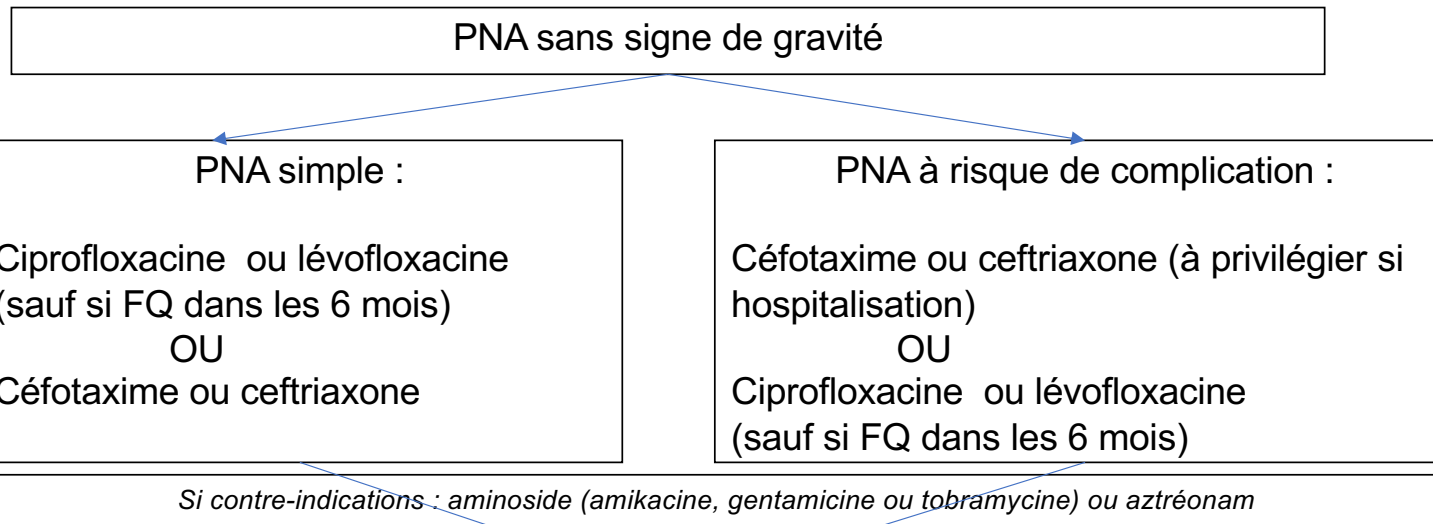 PNA sans signe de gravité
PNA simple :
Ciprofloxacine ou lévofloxacine
(sauf si FQ dans les 6 mois)
OU
Céfotaxime ou ceftriaxone
PNA à risque de complication :
Céfotaxime ou ceftriaxone (à privilégier si
hospitalisation)
OU
Ciprofloxacine ou lévofloxacine
(sauf si FQ dans les 6 mois)
Si contre-indications : aminoside (amikacine, gentamicine ou tobramycine) ou aztréonam